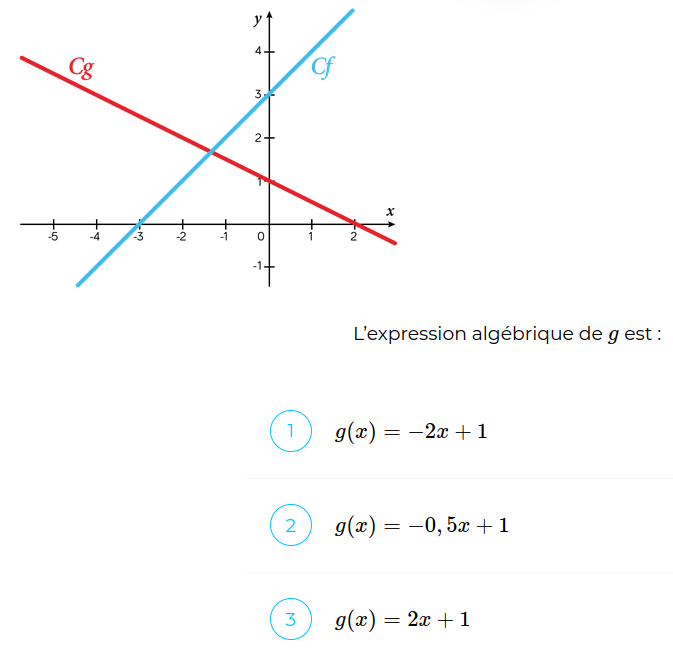 y
4
Cg
Cf
3
2
1
x
-5 -4 -3 -2 -1 0 1 2
-1
L'expression algébrique de g est :
1 g(x) = −2x + 1
2 g(x) = −0, 5x + 1
3 g(x) = 2x + 1